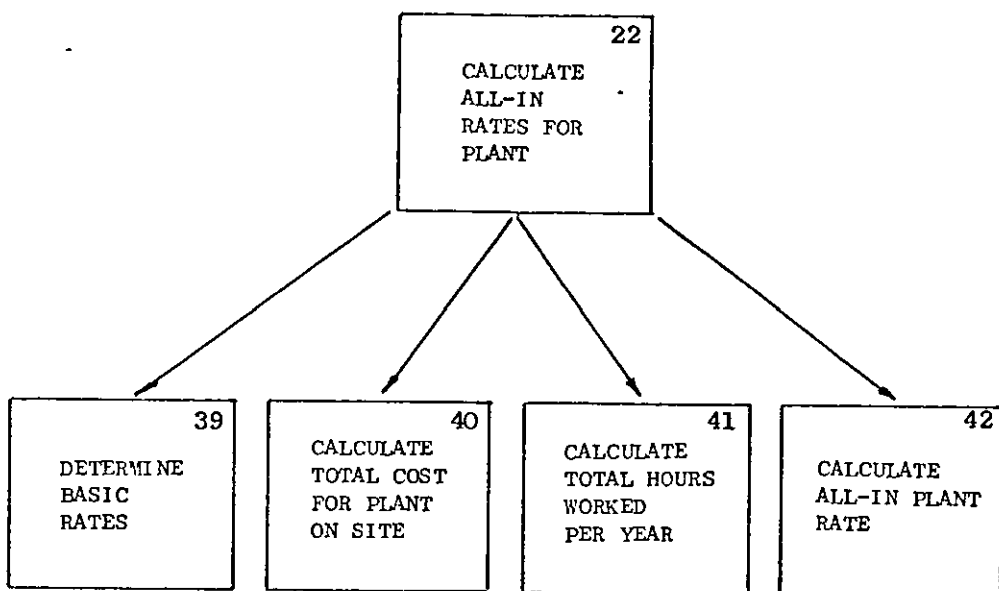 22
CALCULATE
ALL-IN
RATES FOR
PLANT
39
DETERMINE
BASIC
RATES
40
CALCULATE
TOTAL COST
FOR PLANT
ON SITE
41
CALCULATE
TOTAL HOURS
WORKED
PER YEAR
42
CALCULATE
ALL-IN PLANT
RATE